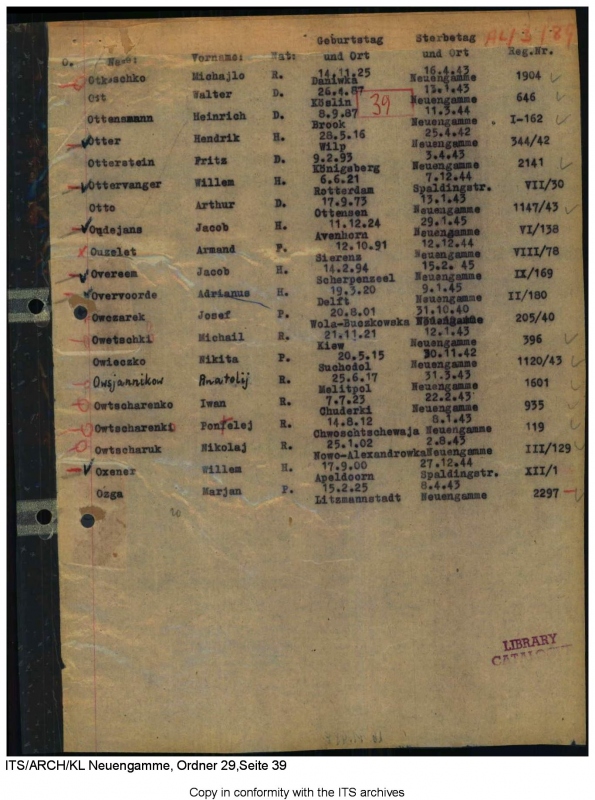 AL/3/89
Geburtstag Sterbetag
O. Name: Vorname: Nat: und Ort und Ort Reg.Nr.
Otkaschko Michajlo R. 14.11.25 Daniwka 16.4.43 Neuengamme 1904
Ost Walter D. 26.4.87 Köslin 13.1.43 Neuengamme 646
39
Ottensmann Heinrich D. 8.9.87 Brook 11.3.44 Neuengamme I-162
Otter Hendrik H. 28.5.16 Wilp 25.4.42 Neuengamme 344/42
Otterstein Fritz D. 9.2.93 Königsberg 3.4.43 Neuengamme 2141
Ottervanger Willem H. 6.6.21 Rotterdam 7.12.44 Spaldingstr. VII/30
Otto Arthur D. 17.9.73 Ottensen 13.1.43 Neuengamme 1147/43
Oudejans Jacob H. 11.12.24 Avenhorn 29.1.45 Neuengamme VI/138
Ouzelet Armand F. 12.10.91 Sierenz 12.12.44 Neuengamme VIII/78
Overeem Jacob H. 14.2.94 Scherpenzeel 15.2. 45 Neuengamme IX/169
Overvoorde Adrianus H. 19.3.20 Delft 9.1.45 Neuengamme II/180
Owczarek Josef P. 20.8.01 Wola-Buczkowska 31.10.40 Neuengamme 205/40
Owetschki Michail R. 21.11.21 Kiew 12.1.43 Neuengamme 396
Owieczko Nikita P. 20.5.15 Suchodol 30.11.42 Neuengamme 1120/43
Owsjannikow Anatolij R. 25.6.17 Melitpol 31.3.43 Neuengamme 1601
Owtscharenko Iwan R. 7.7.23 Chuderki 22.2.43 Neuengamme 935
Owtscharenki Pontelej R. 14.8.12 Chwoschtschewaja 8.1.43 Neuengamme 119
Owtscharuk Nikolaj R. 25.1.02 Nowo-Alexandrowka 2.8.43 Neuengamme III/129
Oxener Willem H. 17.9.00 Apeldoorn 27.12.44 Spaldingstr. XII/1
Ozga Marjan P. 15.2.25 Litzmannstadt 8.4.43 Neuengamme 2297
20
LIBRARY
ITS/ARCH/KL Neuengamme, Ordner 29,Seite 39
Copy in conformity with the ITS archives